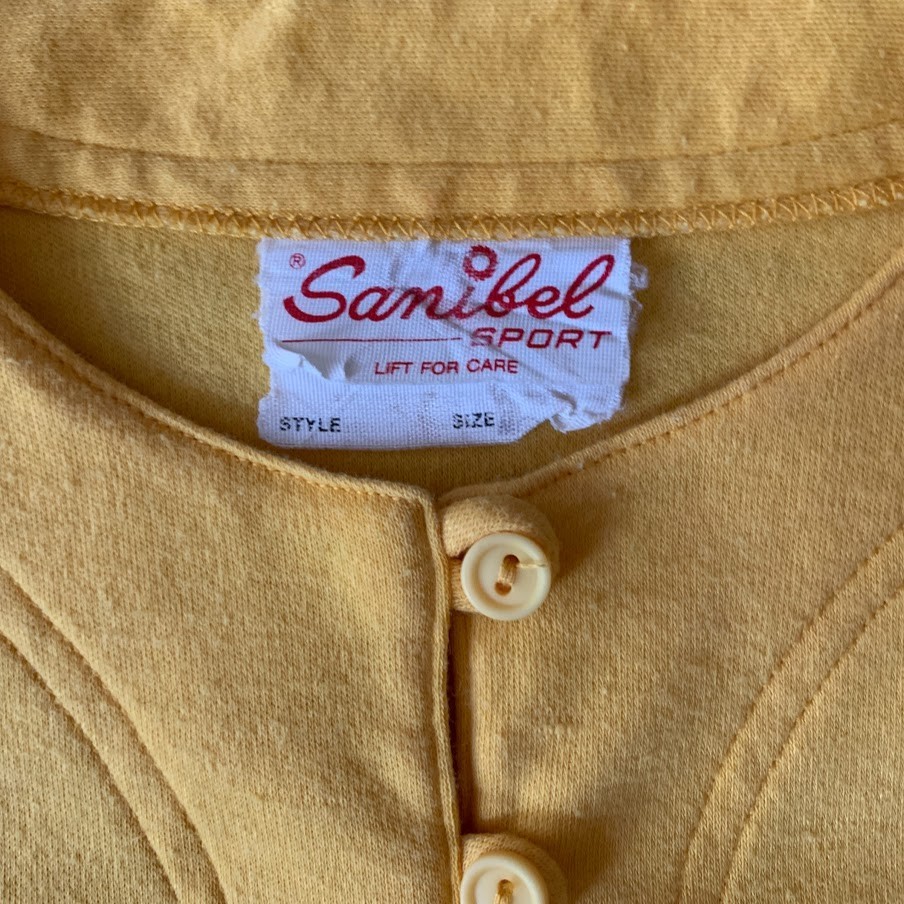 ® Sanibel
SPORT
LIFT FOR CARE
STYLE SIZE